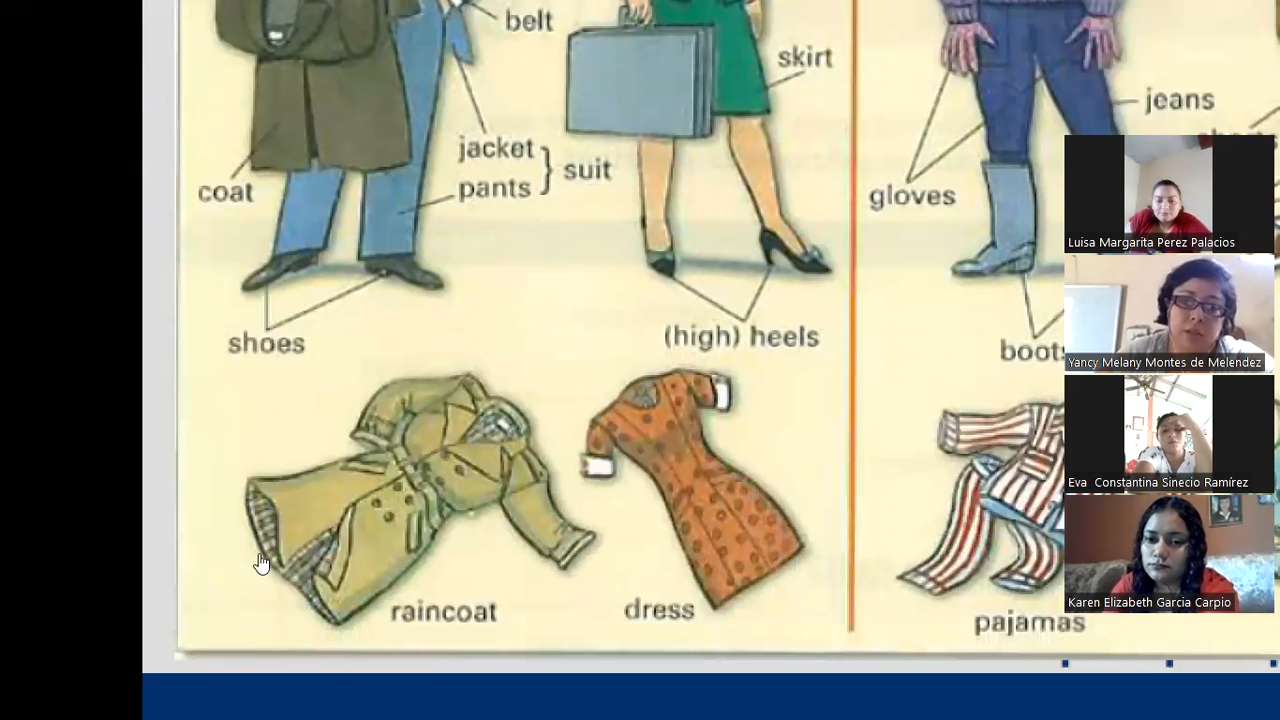 belt
skirt
jacket
pants
suit
coat
jeans
gloves
shoes
(high) heels
boots
raincoat
dress
pajamas
Luisa Margarita Perez Palacios
Yancy Melany Montes de Melendez
Eva Constantina Sinecio Ramírez
Karen Elizabeth Garcia Carpio